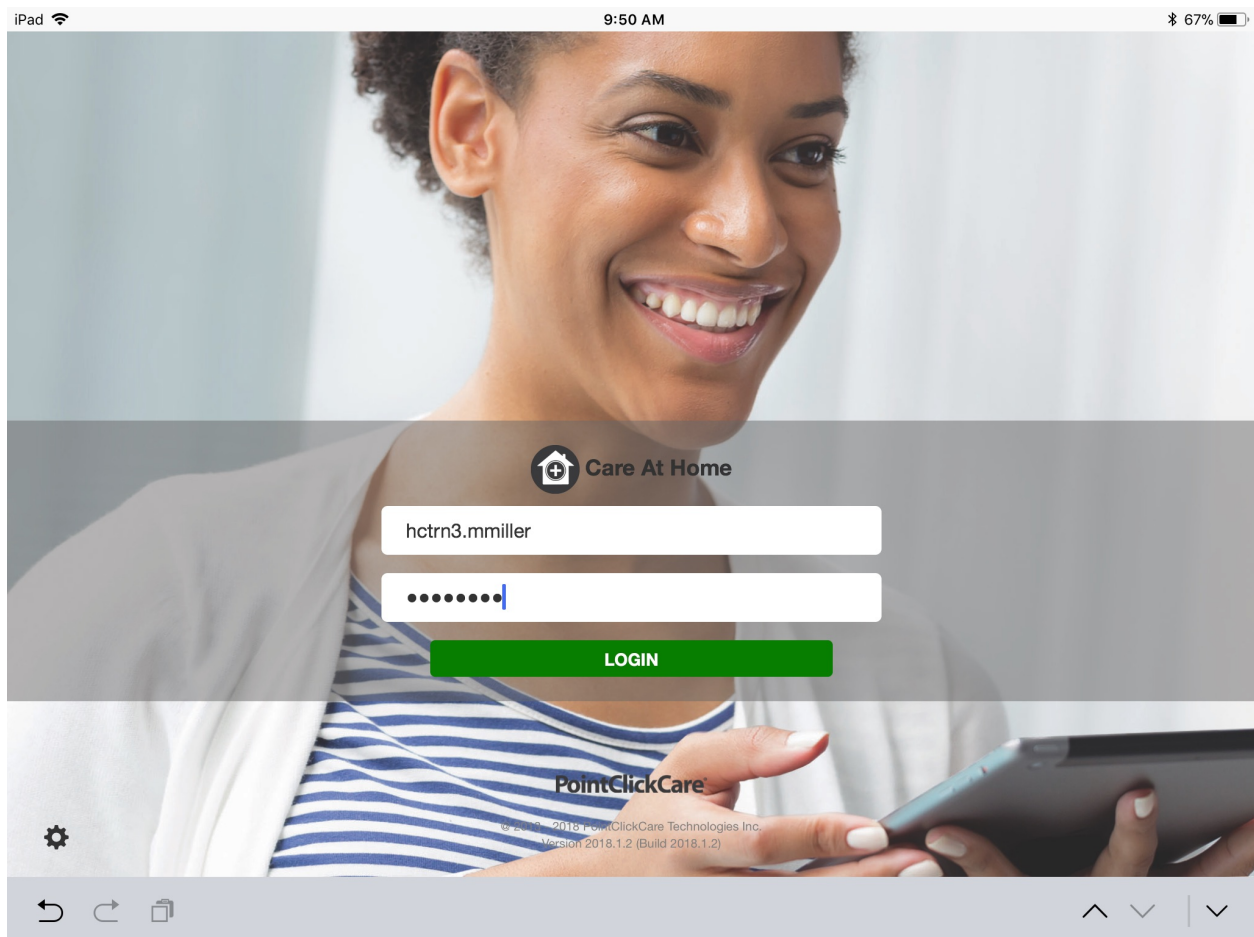 iPad 9:50 AM 67%
Care At Home
hctrn3.mmiller
••••••••
LOGIN
PointClickCare
2018 PointClickCare Technologies Inc.
Version 2018.1.2 (Build 2018.1.2)